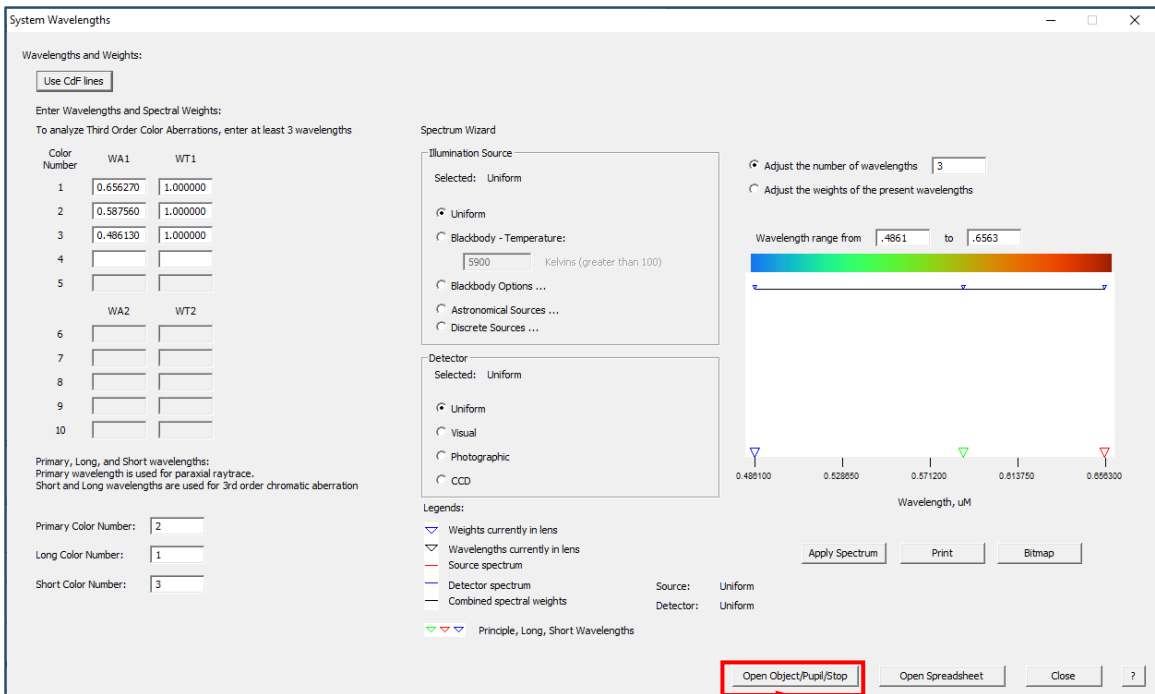 System Wavelengths
Wavelengths and Weights:
Use CdF lines
Enter Wavelengths and Spectral Weights:
To analyze Third Order Color Aberrations, enter at least 3 wavelengths
Color Number WA1 WT1
1 0.656270 1.000000
2 0.587560 1.000000
3 0.486130 1.000000
4
5
WA2 WT2
6
7
8
9
10
Primary, Long, and Short wavelengths:
Primary wavelength is used for paraxial raytrace.
Short and Long wavelengths are used for 3rd order chromatic aberration
Primary Color Number: 2
Long Color Number: 1
Short Color Number: 3
Spectrum Wizard
Illumination Source
Selected: Uniform
Uniform
Blackbody - Temperature:
5900 Kelvins (greater than 100)
Blackbody Options ...
Astronomical Sources ...
Discrete Sources ...
Detector
Selected: Uniform
Uniform
Visual
Photographic
CCD
Legends:
Weights currently in lens
Wavelengths currently in lens
Source spectrum
Detector spectrum
Combined spectral weights
Principle, Long, Short Wavelengths
Source: Uniform
Detector: Uniform
Adjust the number of wavelengths 3
Adjust the weights of the present wavelengths
Wavelength range from .4861 to .6563
0.486100 0.528650 0.571200 0.613750 0.656300
Wavelength, uM
Apply Spectrum Print Bitmap
Open Object/Pupil/Stop Open Spreadsheet Close ?